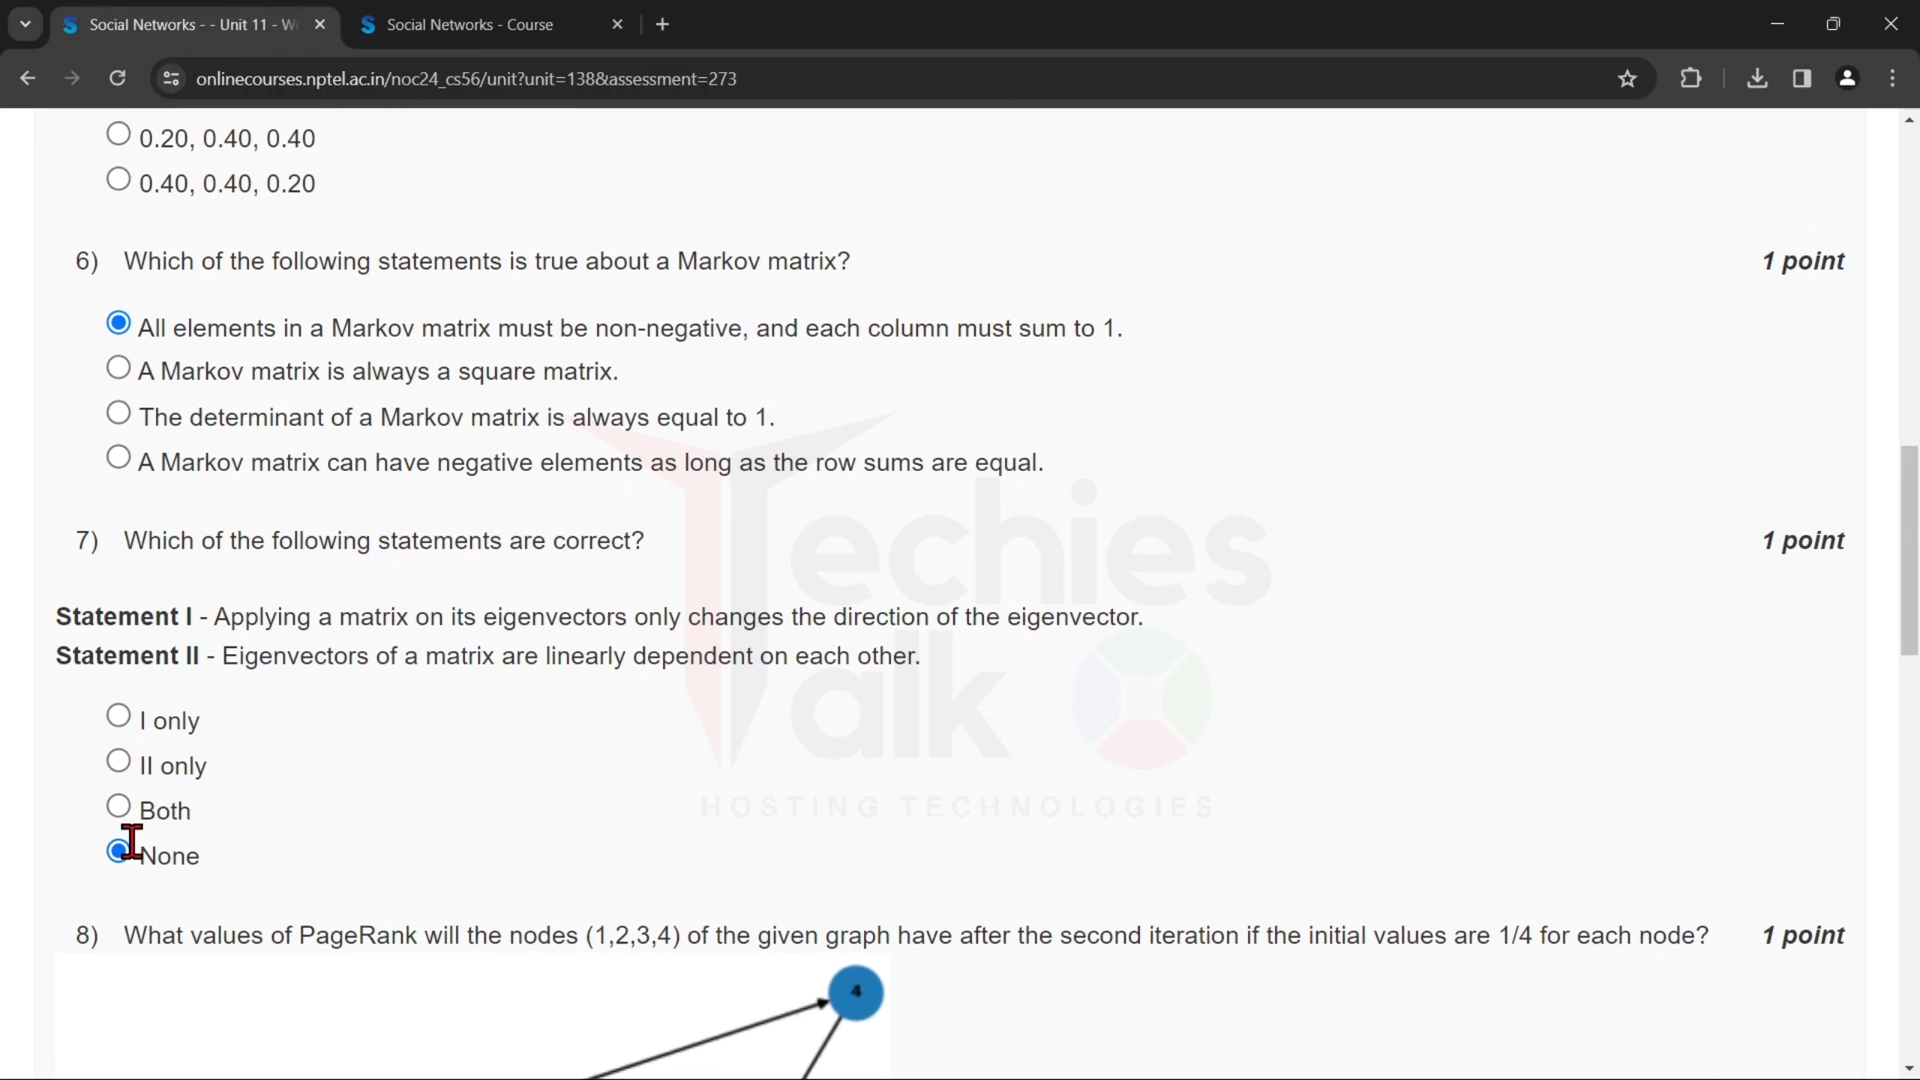 Social Networks - - Unit 11 - W
Social Networks - Course
onlinecourses.nptel.ac.in/noc24_cs56/unit?unit=138&assessment=273
0.20, 0.40, 0.40
0.40, 0.40, 0.20
6) Which of the following statements is true about a Markov matrix? 1 point
All elements in a Markov matrix must be non-negative, and each column must sum to 1.
A Markov matrix is always a square matrix.
The determinant of a Markov matrix is always equal to 1.
A Markov matrix can have negative elements as long as the row sums are equal.
7) Which of the following statements are correct? 1 point
Statement I - Applying a matrix on its eigenvectors only changes the direction of the eigenvector.
Statement II - Eigenvectors of a matrix are linearly dependent on each other.
I only
II only
Both
None
Techies
Talk
HOSTING TECHNOLOGIES
8) What values of PageRank will the nodes (1,2,3,4) of the given graph have after the second iteration if the initial values are 1/4 for each node? 1 point
4